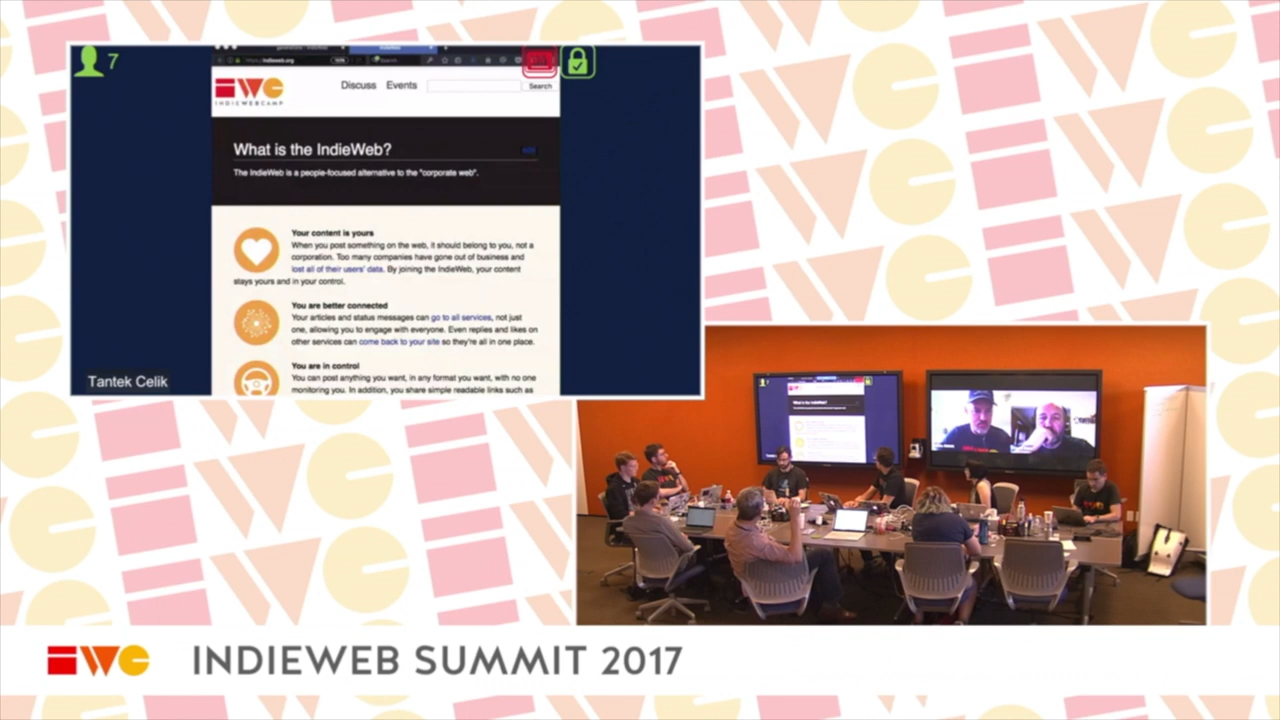 7
https://indieweb.org
INDIEWEBCAMP
Discuss Events
Search
What is the IndieWeb?
The IndieWeb is a people-focused alternative to the "corporate web".
Your content is yours
When you post something on the web, it should belong to you, not a
corporation. Too many companies have gone out of business and
lost all of their users' data. By joining the IndieWeb, your content
stays yours and in your control.
You are better connected
Your articles and status messages can go to all services, not just
one, allowing you to engage with everyone. Even replies and likes on
other services can come back to your site so they're all in one place.
You are in control
You can post anything you want, in any format you want, with no one
monitoring you. In addition, you share simple readable links such as
Tantek Celik
What is the IndieWeb?
INDIEWEB SUMMIT 2017